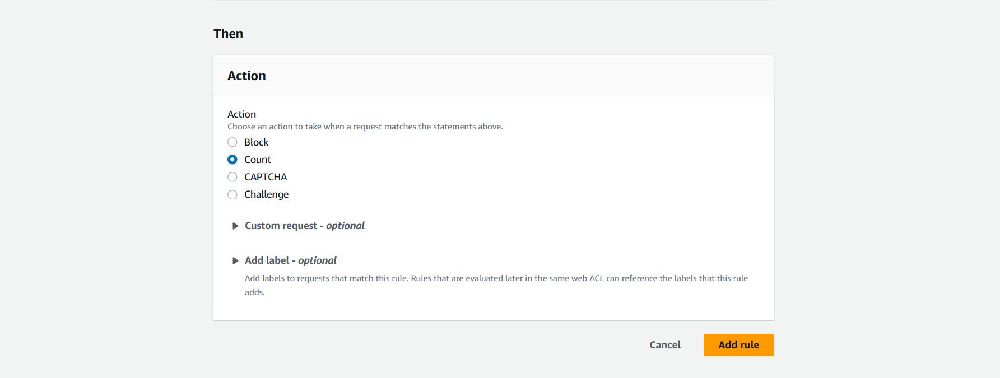 Then
Action
Action
Choose an action to take when a request matches the statements above.
Block
Count
CAPTCHA
Challenge
Custom request - optional
Add label - optional
Add labels to requests that match this rule. Rules that are evaluated later in the same web ACL can reference the labels that this rule
adds.
Cancel
Add rule